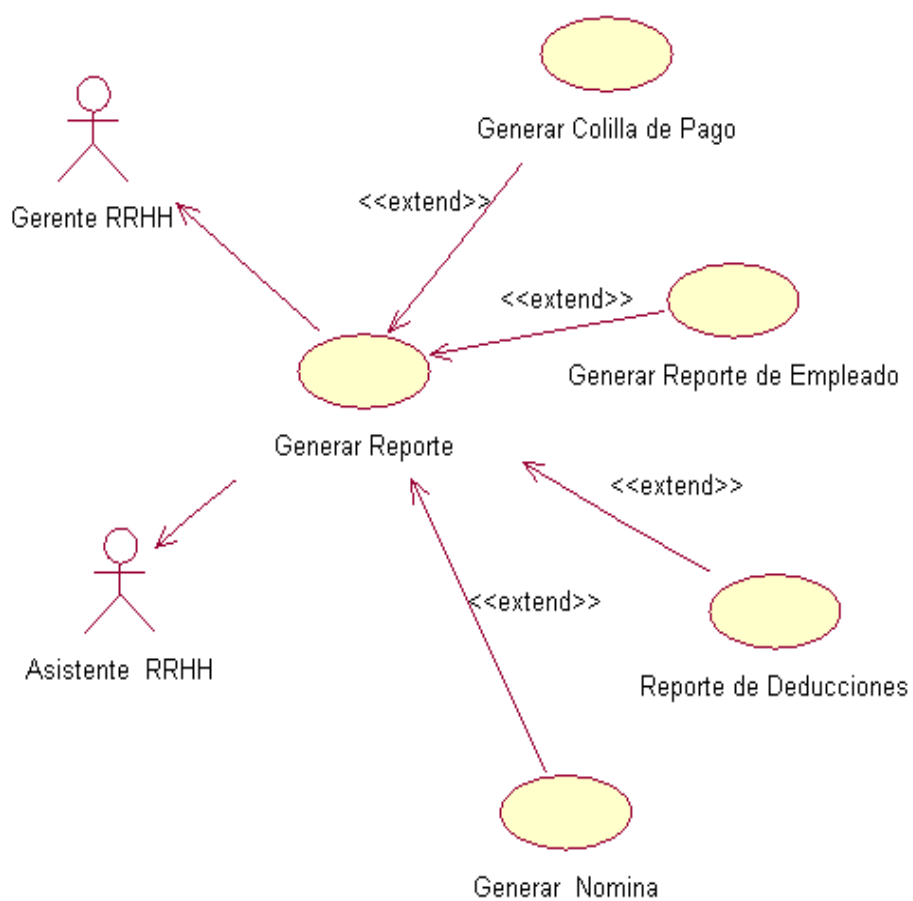 Generar Colilla de Pago
<<extend>>
Gerente RRHH
<<extend>>
Generar Reporte de Empleado
Generar Reporte
<<extend>>
<<extend>>
Asistente  RRHH
Reporte de Deducciones
Generar  Nomina